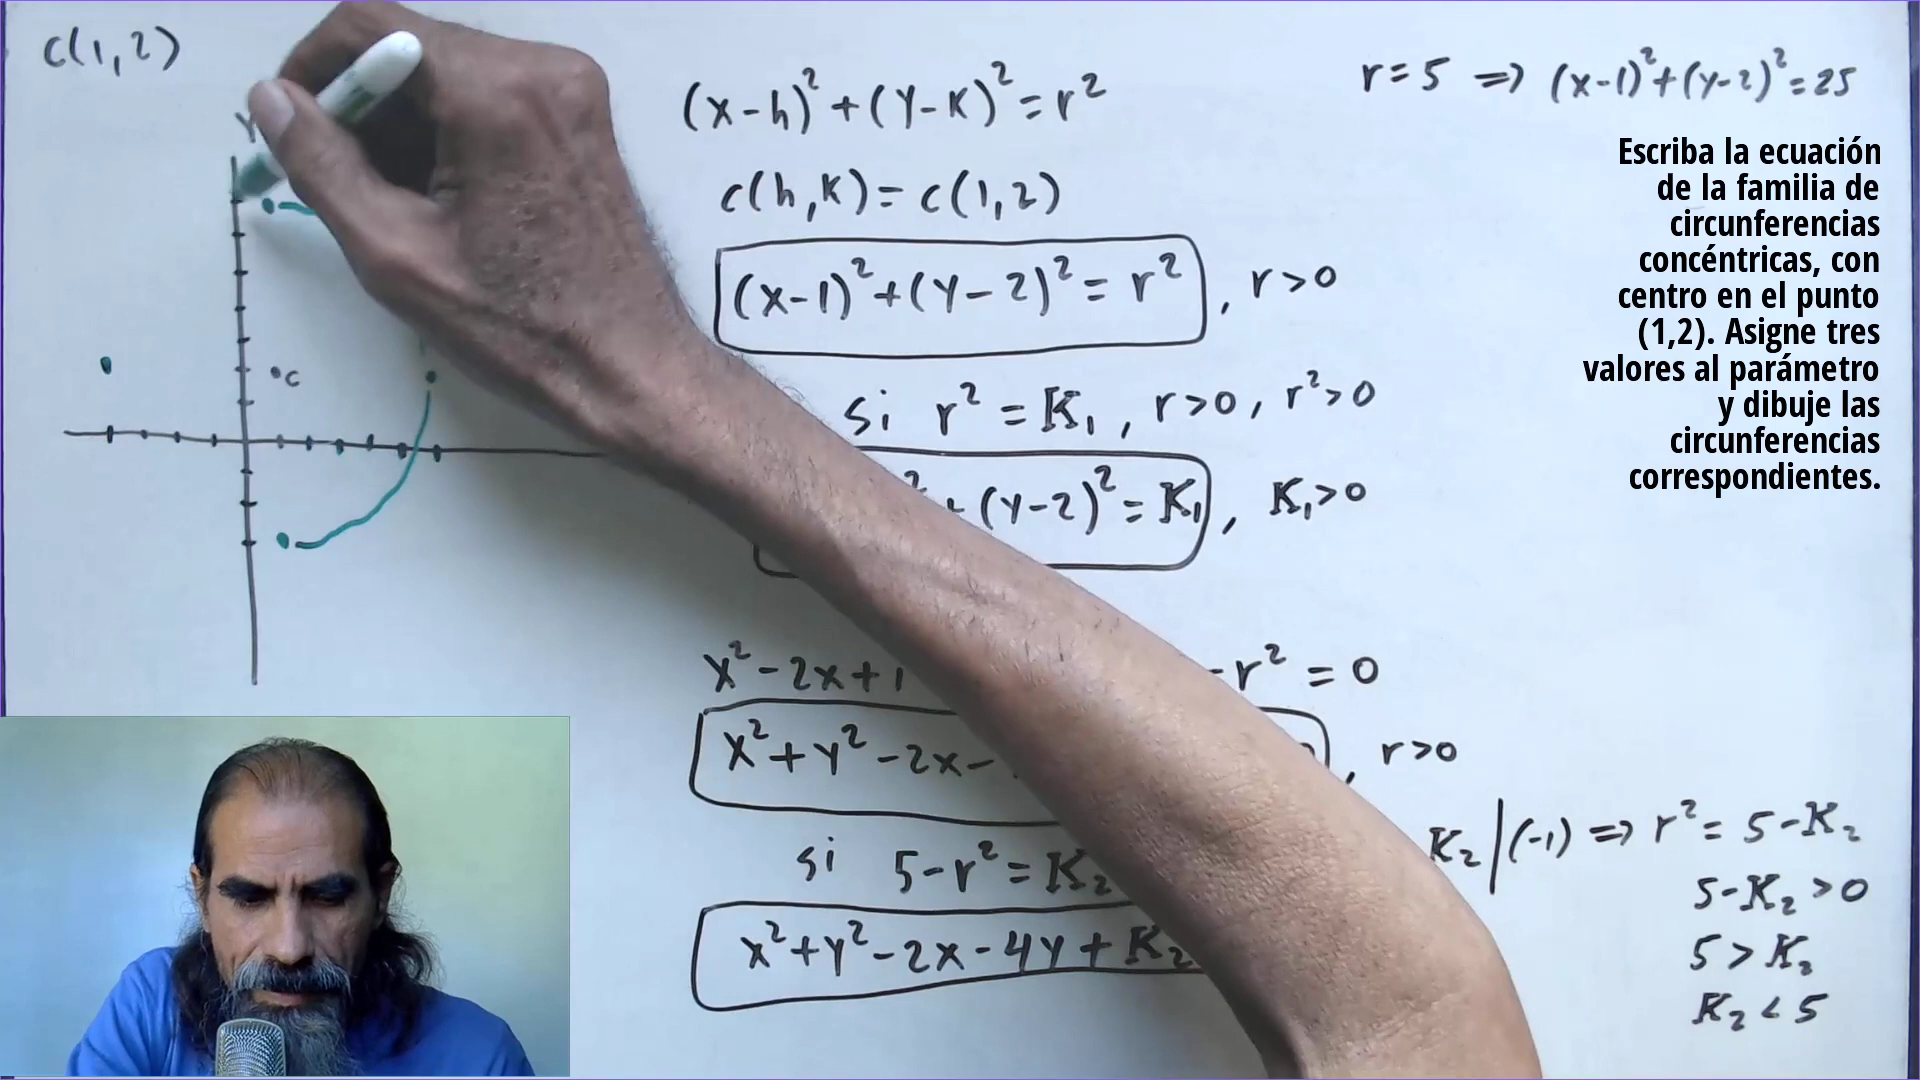 C(1,2)
Y
C
(x-h)²+(y-k)²=r²
C(h,k)=C(1,2)
(x-1)²+(y-2)²=r², r>0
si r²=K₁, r>0, r²>0
(y-2)²=K₁, K₁>0
x²-2x+1 -r²=0
x²+y²-2x- , r>0
si 5-r²=K₂
x²+y²-2x-4y+K₂
r=5 ⇒ (x-1)²+(y-2)²=25
Escriba la ecuación
de la familia de
circunferencias
concéntricas, con
centro en el punto
(1,2). Asigne tres
valores al parámetro
y dibuje las
circunferencias
correspondientes.
K₂|(-1) ⇒ r²=5-K₂
5-K₂>0
5>K₂
K₂<5